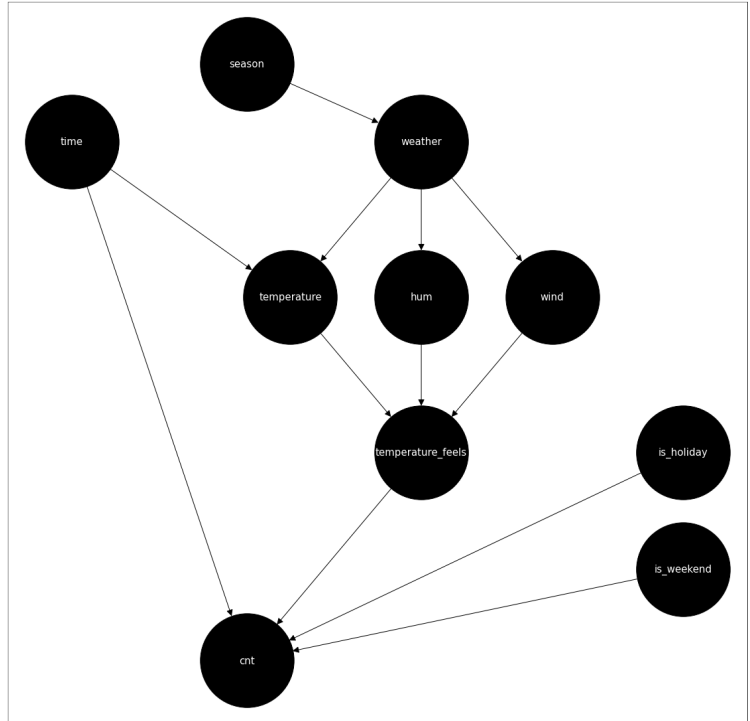 season
time
weather
temperature
hum
wind
temperature_feels
is_holiday
is_weekend
cnt